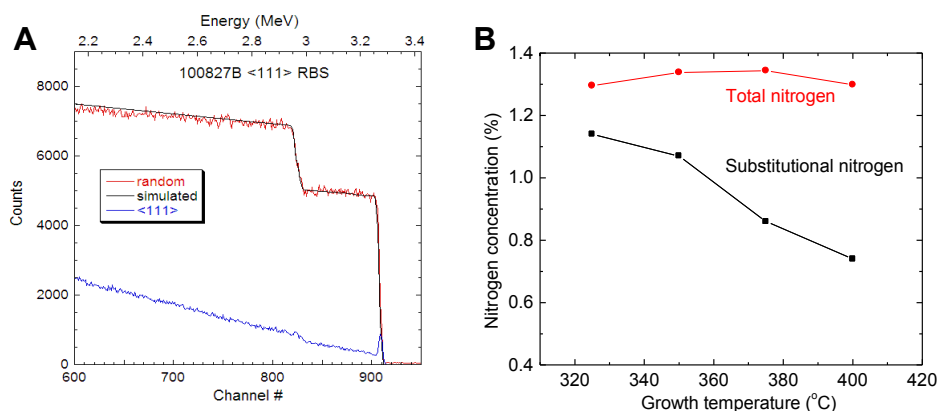 A
Energy (MeV)
2.2 2.4 2.6 2.8 3 3.2 3.4
100827B <111> RBS
8000
6000
4000
2000
0
Counts
random
simulated
<111>
600 700 800 900
Channel #
B
1.4
1.2
1.0
0.8
0.6
0.4
Nitrogen concentration (%)
Total nitrogen
Substitutional nitrogen
320 340 360 380 400 420
Growth temperature (°C)